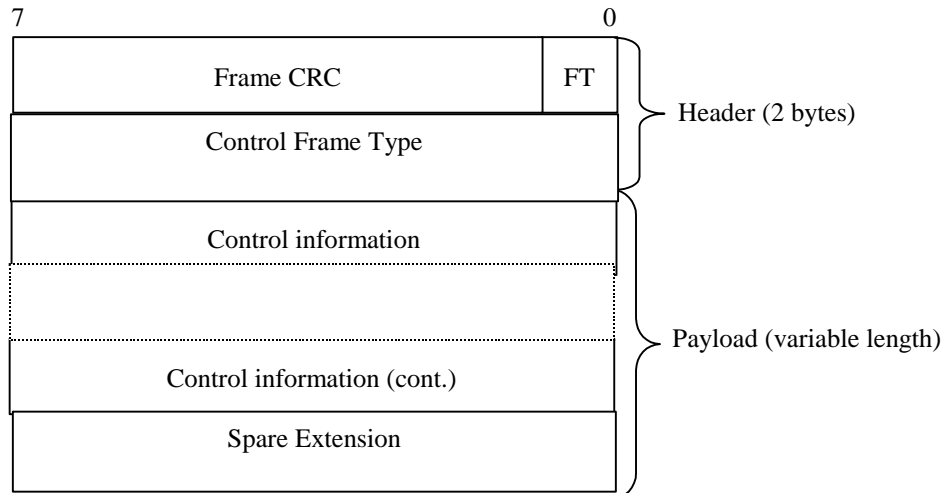 7 0
Frame CRC FT
Header (2 bytes)
Control Frame Type
Control information
Payload (variable length)
Control information (cont.)
Spare Extension